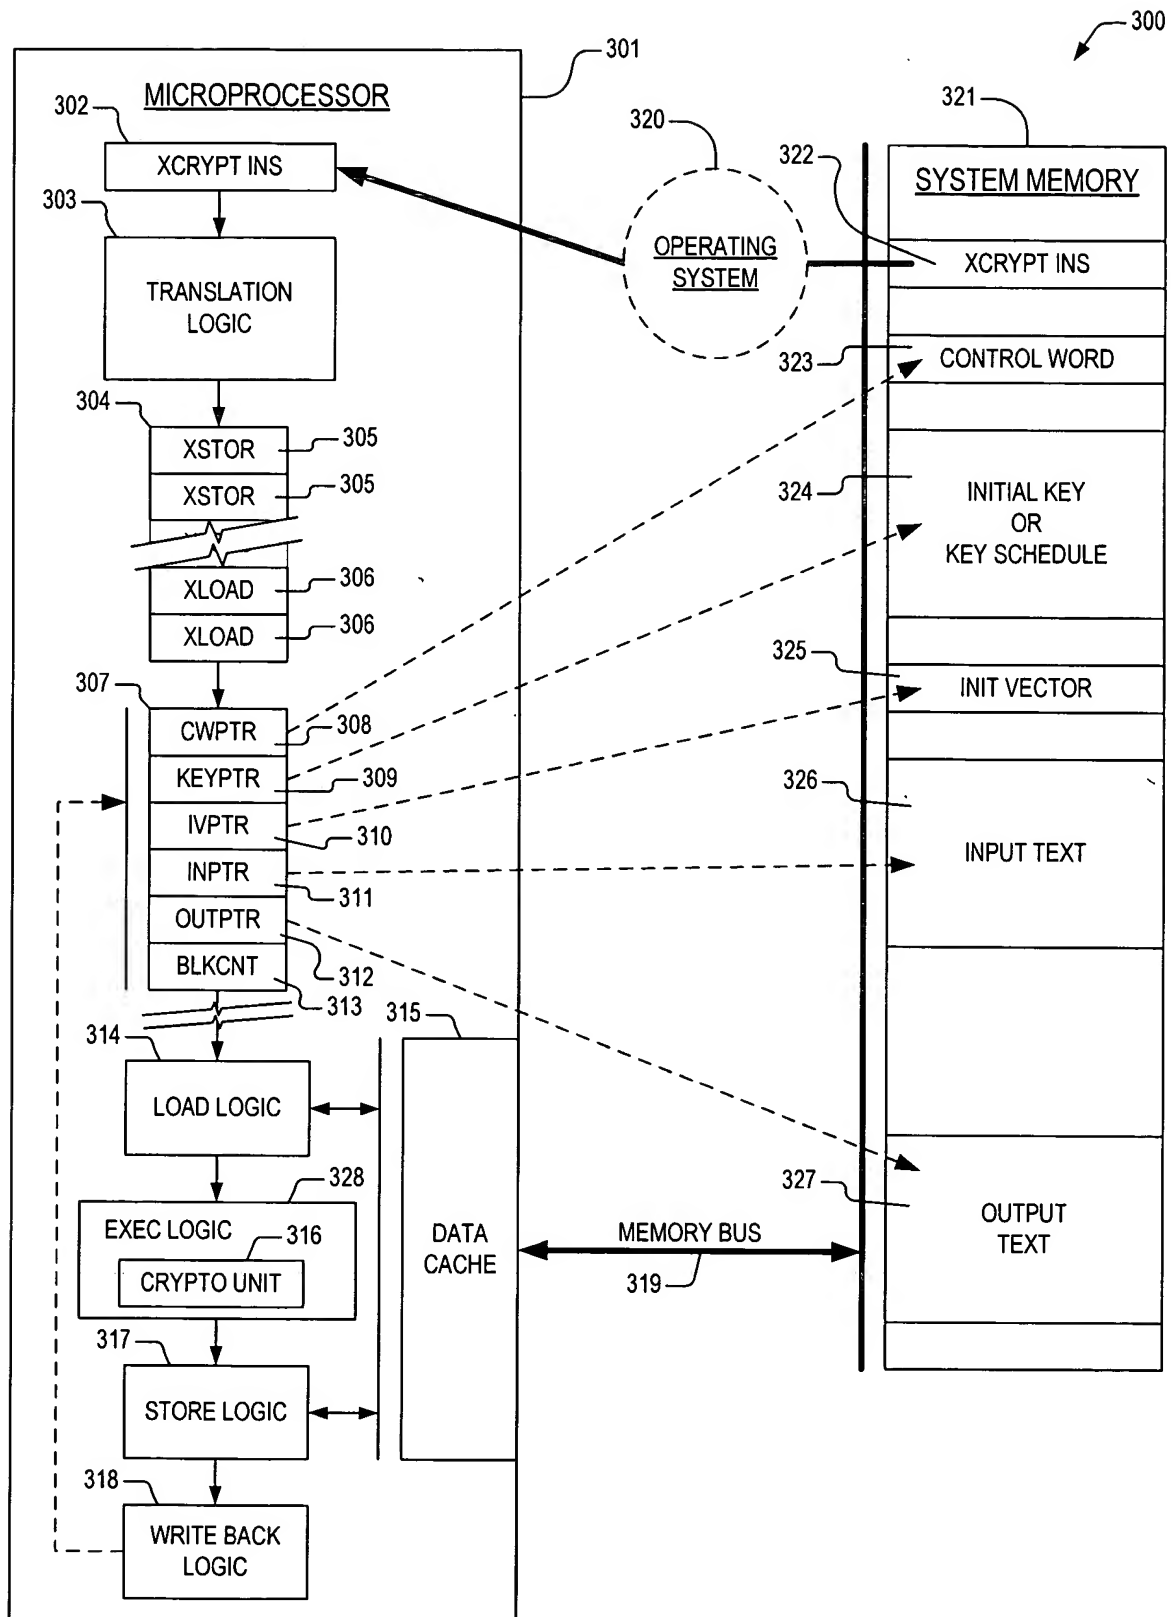 300
301
MICROPROCESSOR
302
XCRYPT INS
303
TRANSLATION
LOGIC
304
XSTOR
305
XSTOR
305
XLOAD
306
XLOAD
306
307
CWPTR
308
KEYPTR
309
IVPTR
310
INPTR
311
OUTPTR
312
BLKCNT
313
314
LOAD LOGIC
315
DATA
CACHE
328
EXEC LOGIC
316
CRYPTO UNIT
317
STORE LOGIC
318
WRITE BACK
LOGIC
MEMORY BUS
319
320
OPERATING
SYSTEM
321
SYSTEM MEMORY
322
XCRYPT INS
323
CONTROL WORD
324
INITIAL KEY
OR
KEY SCHEDULE
325
INIT VECTOR
326
INPUT TEXT
327
OUTPUT
TEXT